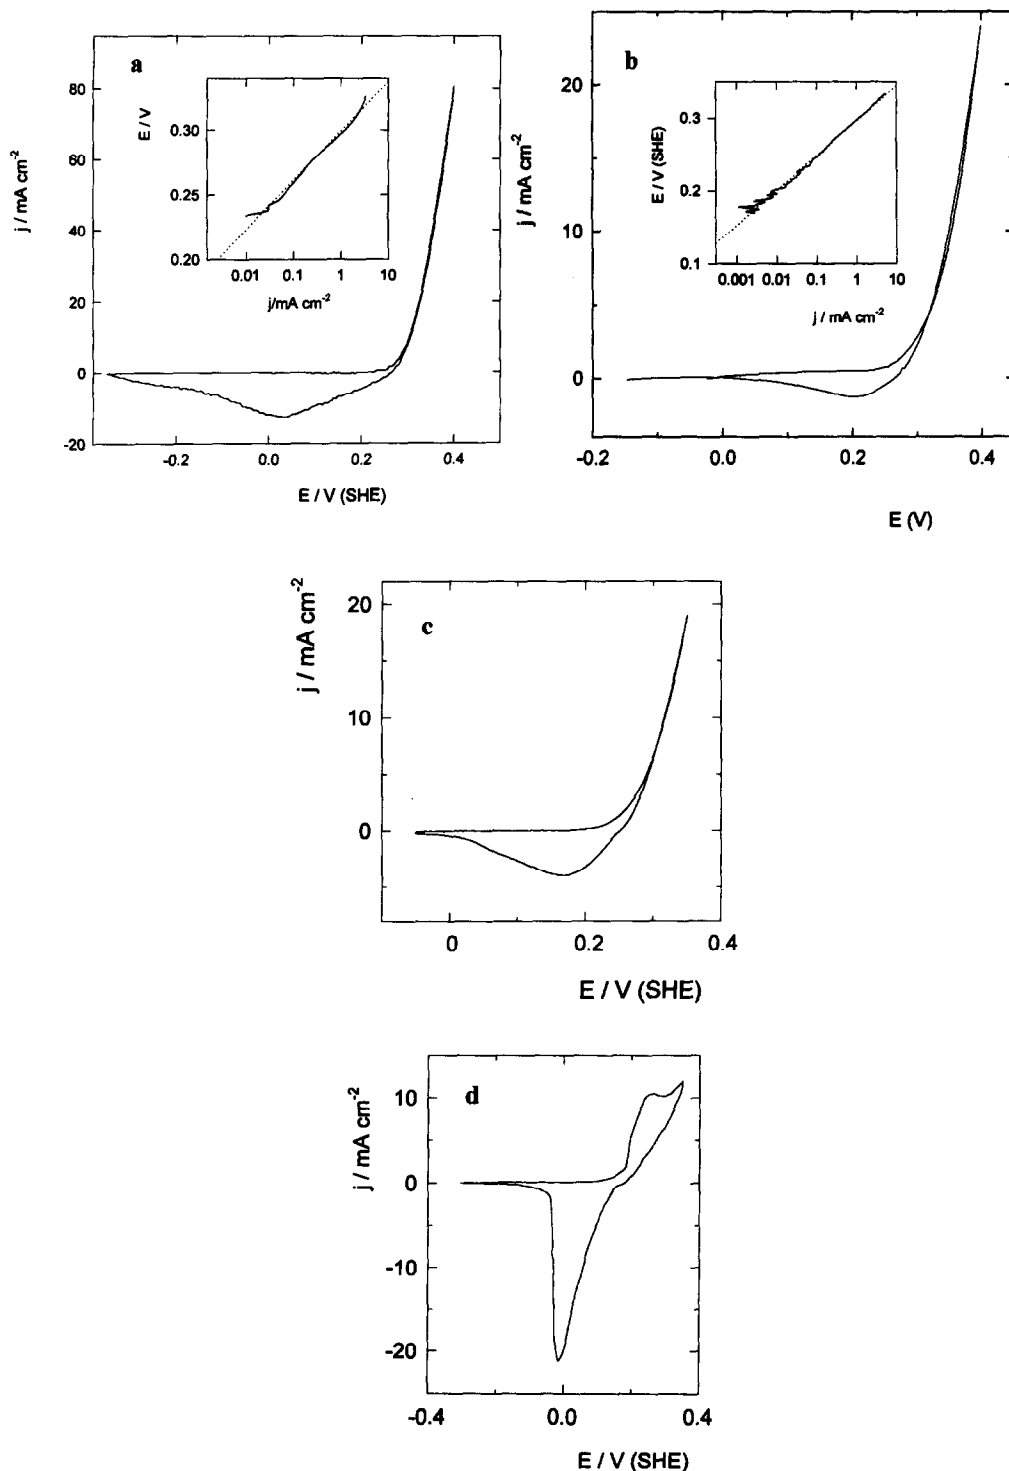 a
80
60
40
20
0
-20
j / mA cm-2
-0.2
0.0
0.2
0.4
E / V (SHE)
E / V
0.30
0.25
0.20
0.01
0.1
1
10
j/mA cm-2
b
20
10
0
j / mA cm-2
-0.2
0.0
0.2
0.4
E (V)
E / V (SHE)
0.3
0.2
0.1
0.001
0.01
0.1
1
10
j / mA cm-2
c
20
10
0
j / mA cm-2
0
0.2
0.4
E / V (SHE)
d
10
0
-10
-20
j / mA cm-2
-0.4
0.0
0.4
E / V (SHE)